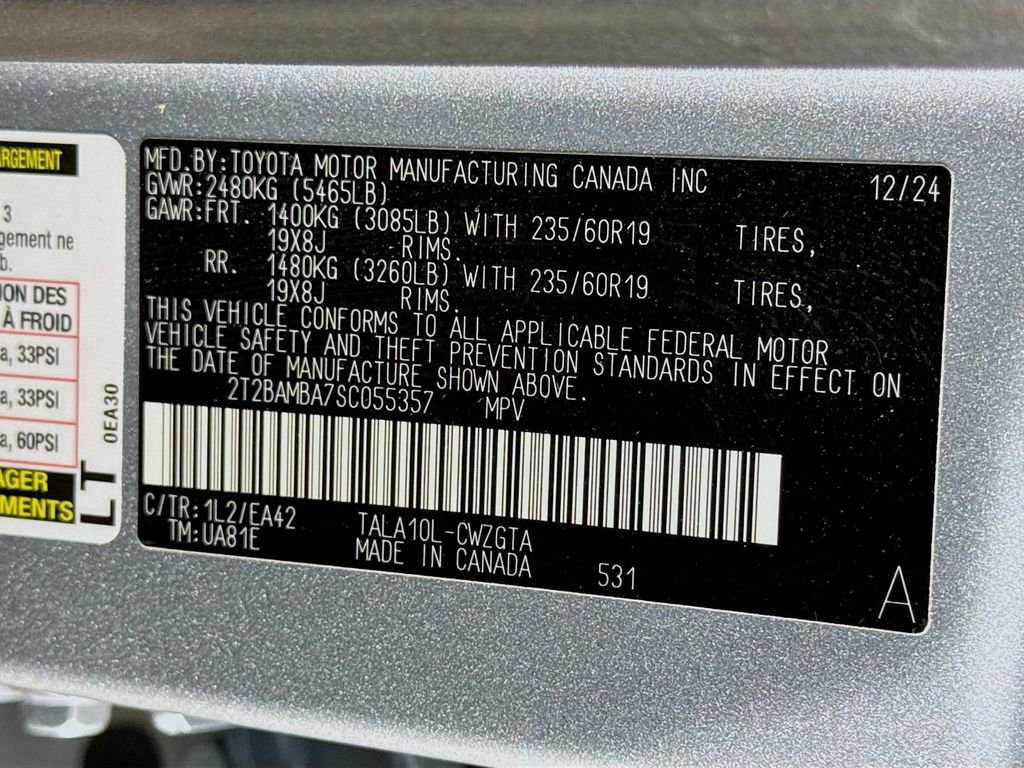 ARGEMENT
3
gement ne
b.
ION DES
À FROID
a, 33PSI
a, 33PSI
a, 60PSI
AGER
MENTS
0EA30
LT
MFD.BY:TOYOTA MOTOR MANUFACTURING CANADA INC 12/24
GVWR:2480KG (5465LB)
GAWR:FRT. 1400KG (3085LB) WITH 235/60R19 TIRES,
19X8J RIMS.
RR. 1480KG (3260LB) WITH 235/60R19 TIRES,
19X8J RIMS.
THIS VEHICLE CONFORMS TO ALL APPLICABLE FEDERAL MOTOR
VEHICLE SAFETY AND THEFT PREVENTION STANDARDS IN EFFECT ON
THE DATE OF MANUFACTURE SHOWN ABOVE.
2T2BAMBA7SC055357 MPV
C/TR:1L2/EA42 TALA10L-CWZGTA
TM:UA81E MADE IN CANADA 531
A